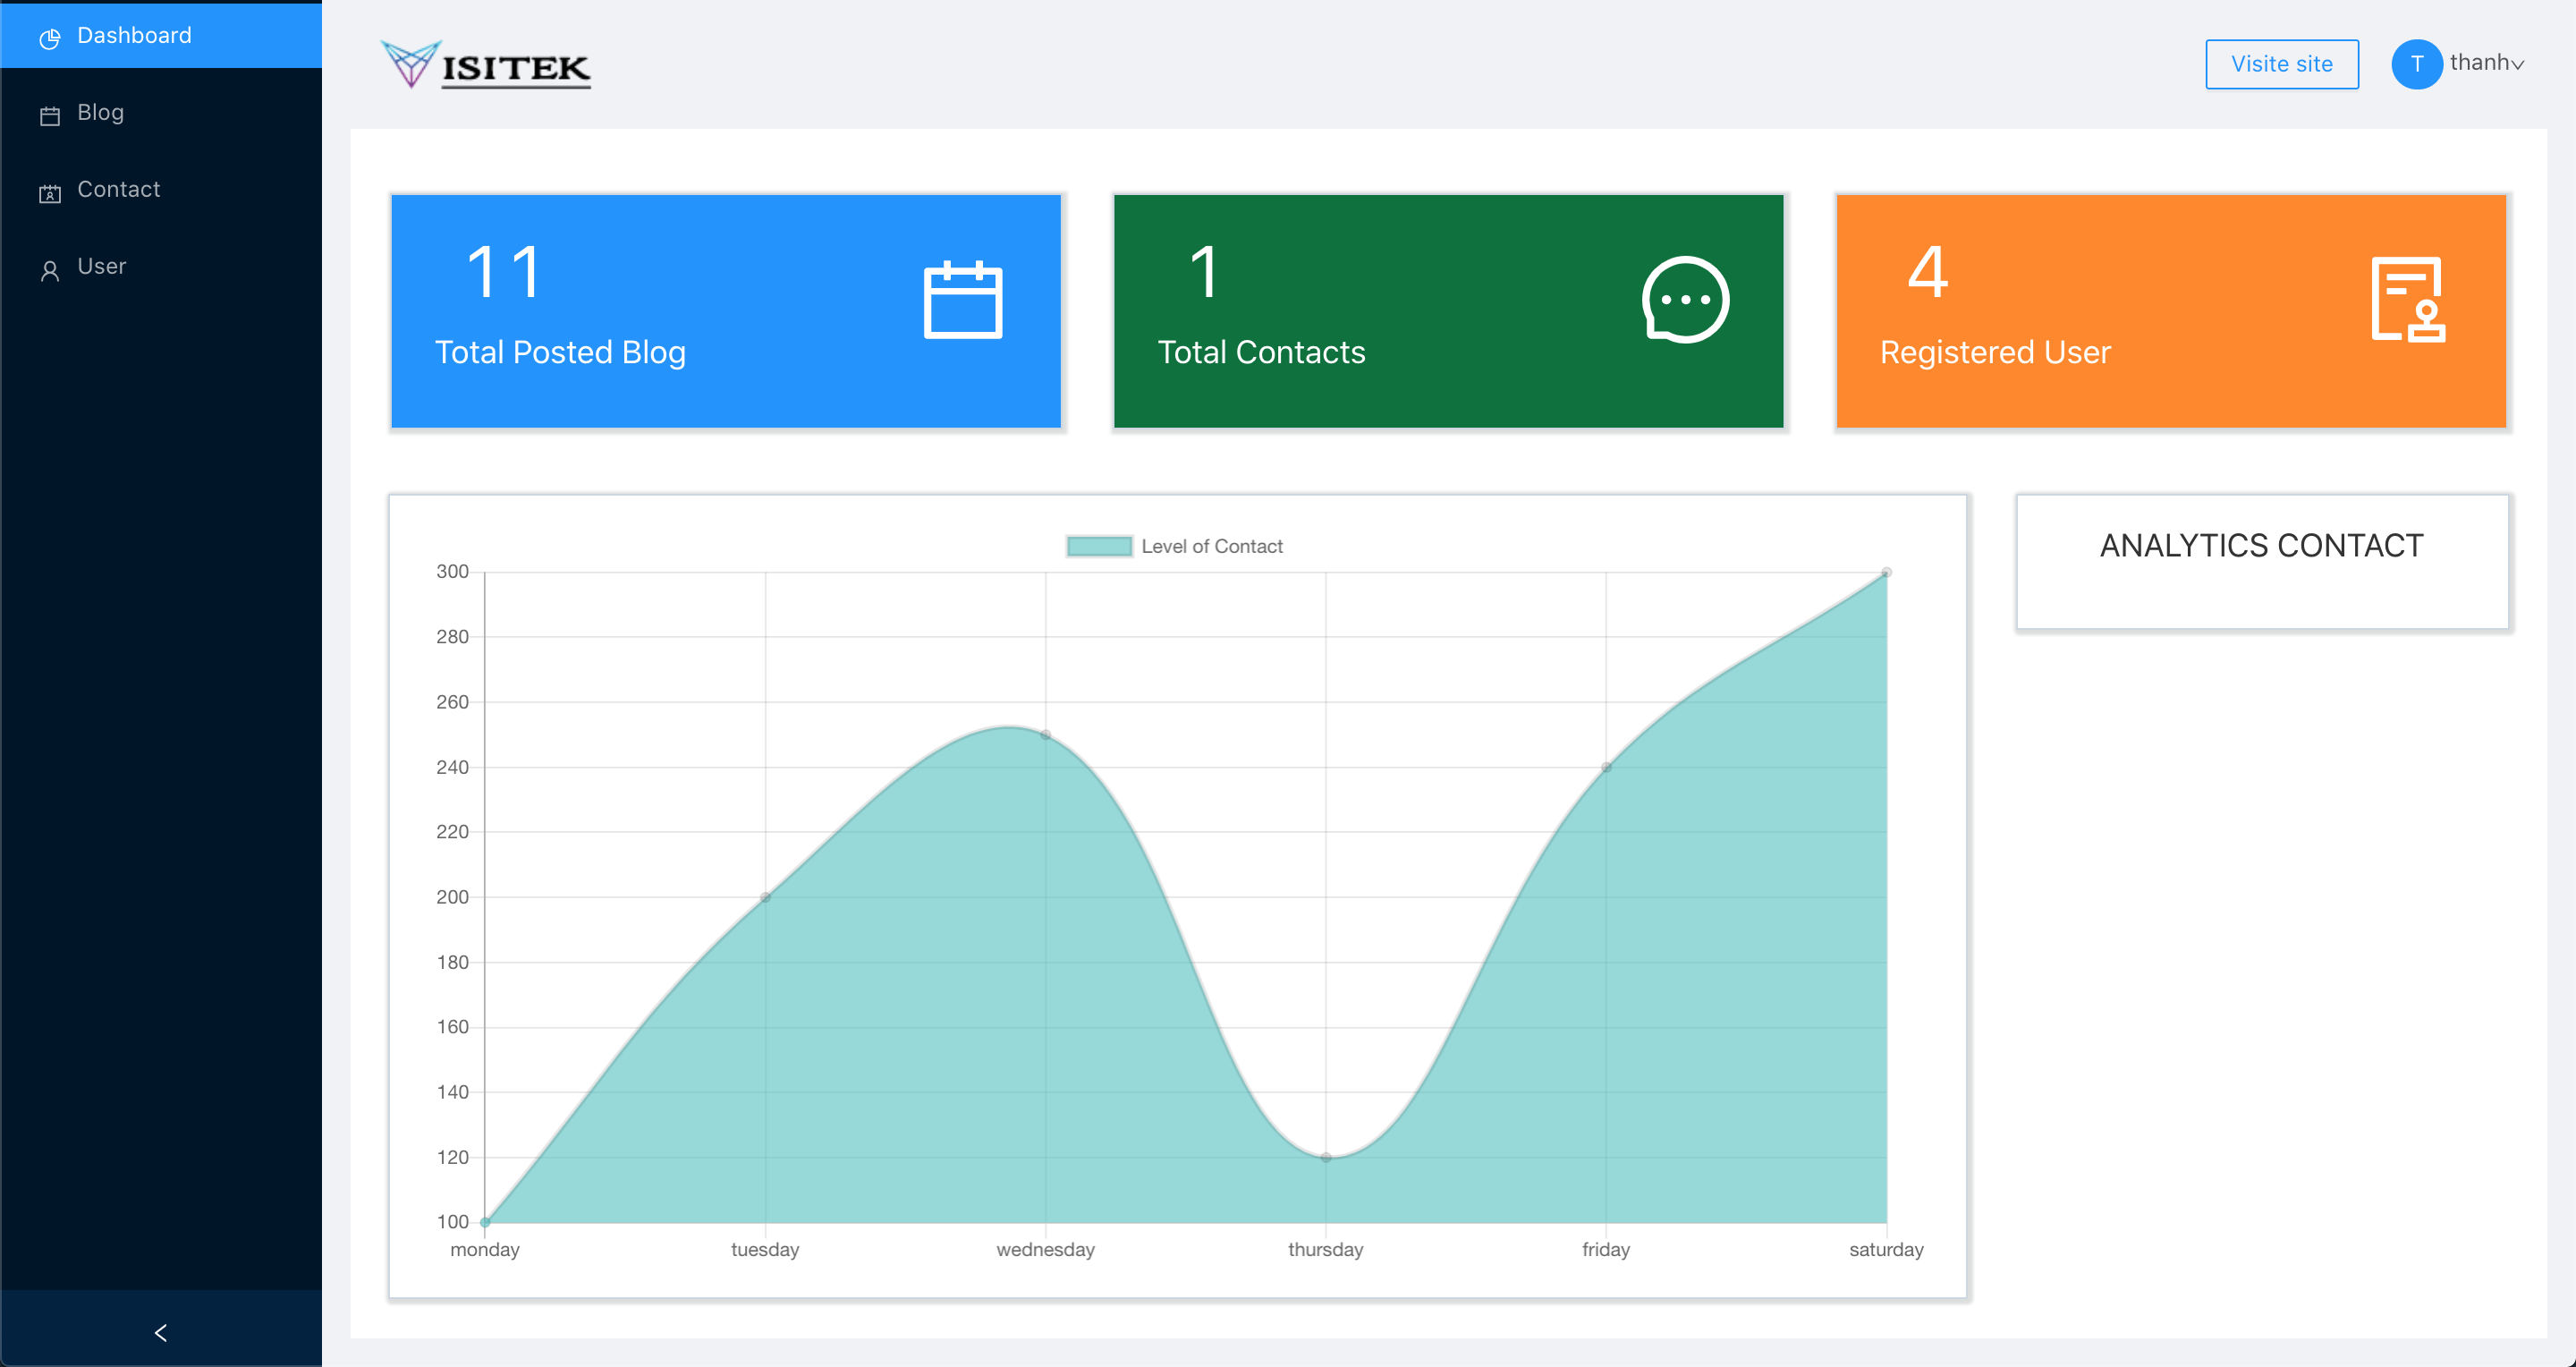 Dashboard
Blog
Contact
User
VISITEK
Visite site
T
thanh
11
Total Posted Blog
1
Total Contacts
4
Registered User
Level of Contact
300
280
260
240
220
200
180
160
140
120
100
monday tuesday wednesday thursday friday saturday
ANALYTICS CONTACT